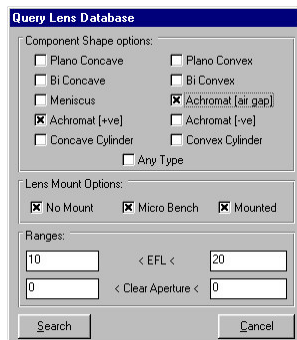 Query Lens Database
Component Shape options:
Plano Concave Plano Convex
Bi Concave Bi Convex
Meniscus Achromat [air gap]
Achromat [+ve] Achromat [-ve]
Concave Cylinder Convex Cylinder
Any Type
Lens Mount Options:
No Mount Micro Bench Mounted
Ranges:
10 < EFL < 20
0 < Clear Aperture < 0
Search Cancel